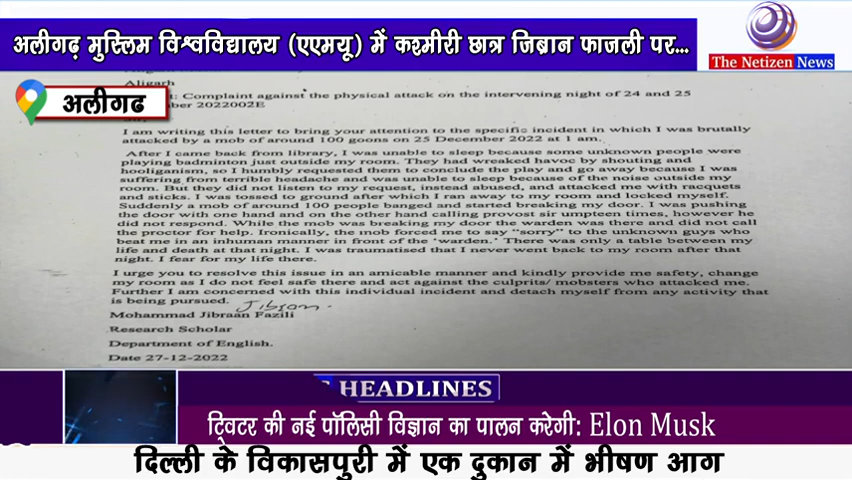 अलीगढ़ मुस्लिम विश्वविद्यालय (एएमयू) में कश्मीरी छात्र जिब्रान फाजली पर...
The Netizen News
अलीगढ
Aligarh
Complaint against the physical attack on the intervening night of 24 and 25
2022002E
I am writing this letter to bring your attention to the specific incident in which I was brutally
attacked by a mob of around 100 goons on 25 December 2022 at 1 am.
After I came back from library, I was unable to sleep because some unknown people were
playing badminton just outside my room. They had wreaked havoc by shouting and
hooliganism, so I humbly requested them to conclude the play and go away because I was
suffering from terrible headache and was unable to sleep because of the noise outside my
room. But they did not listen to my request, instead abused, and attacked me with racquets
and sticks. I was tossed to ground after which I ran away to my room and locked myself.
Suddenly a mob of around 100 people banged and started breaking my door. I was pushing
the door with one hand and on the other hand calling provost sir umpteen times, however he
did not respond. While the mob was breaking my door the warden was there and did not call
the proctor for help. Ironically, the mob forced me to say "sorry" to the unknown guys who
beat me in an inhuman manner in front of the 'warden.' There was only a table between my
life and death at that night. I was traumatised that I never went back to my room after that
night. I fear for my life there.
I urge you to resolve this issue in an amicable manner and kindly provide me safety, change
my room as I do not feel safe there and act against the culprits/ mobsters who attacked me.
Further I am concerned with this individual incident and detach myself from any activity that
is being pursued.
Mohammad Jibraan Fazili
Research Scholar
Department of English.
Date 27-12-2022
HEADLINES
ट्विटर की नई पॉलिसी विज्ञान का पालन करेगी: Elon Musk
दिल्ली के विकासपुरी में एक दुकान में भीषण आग